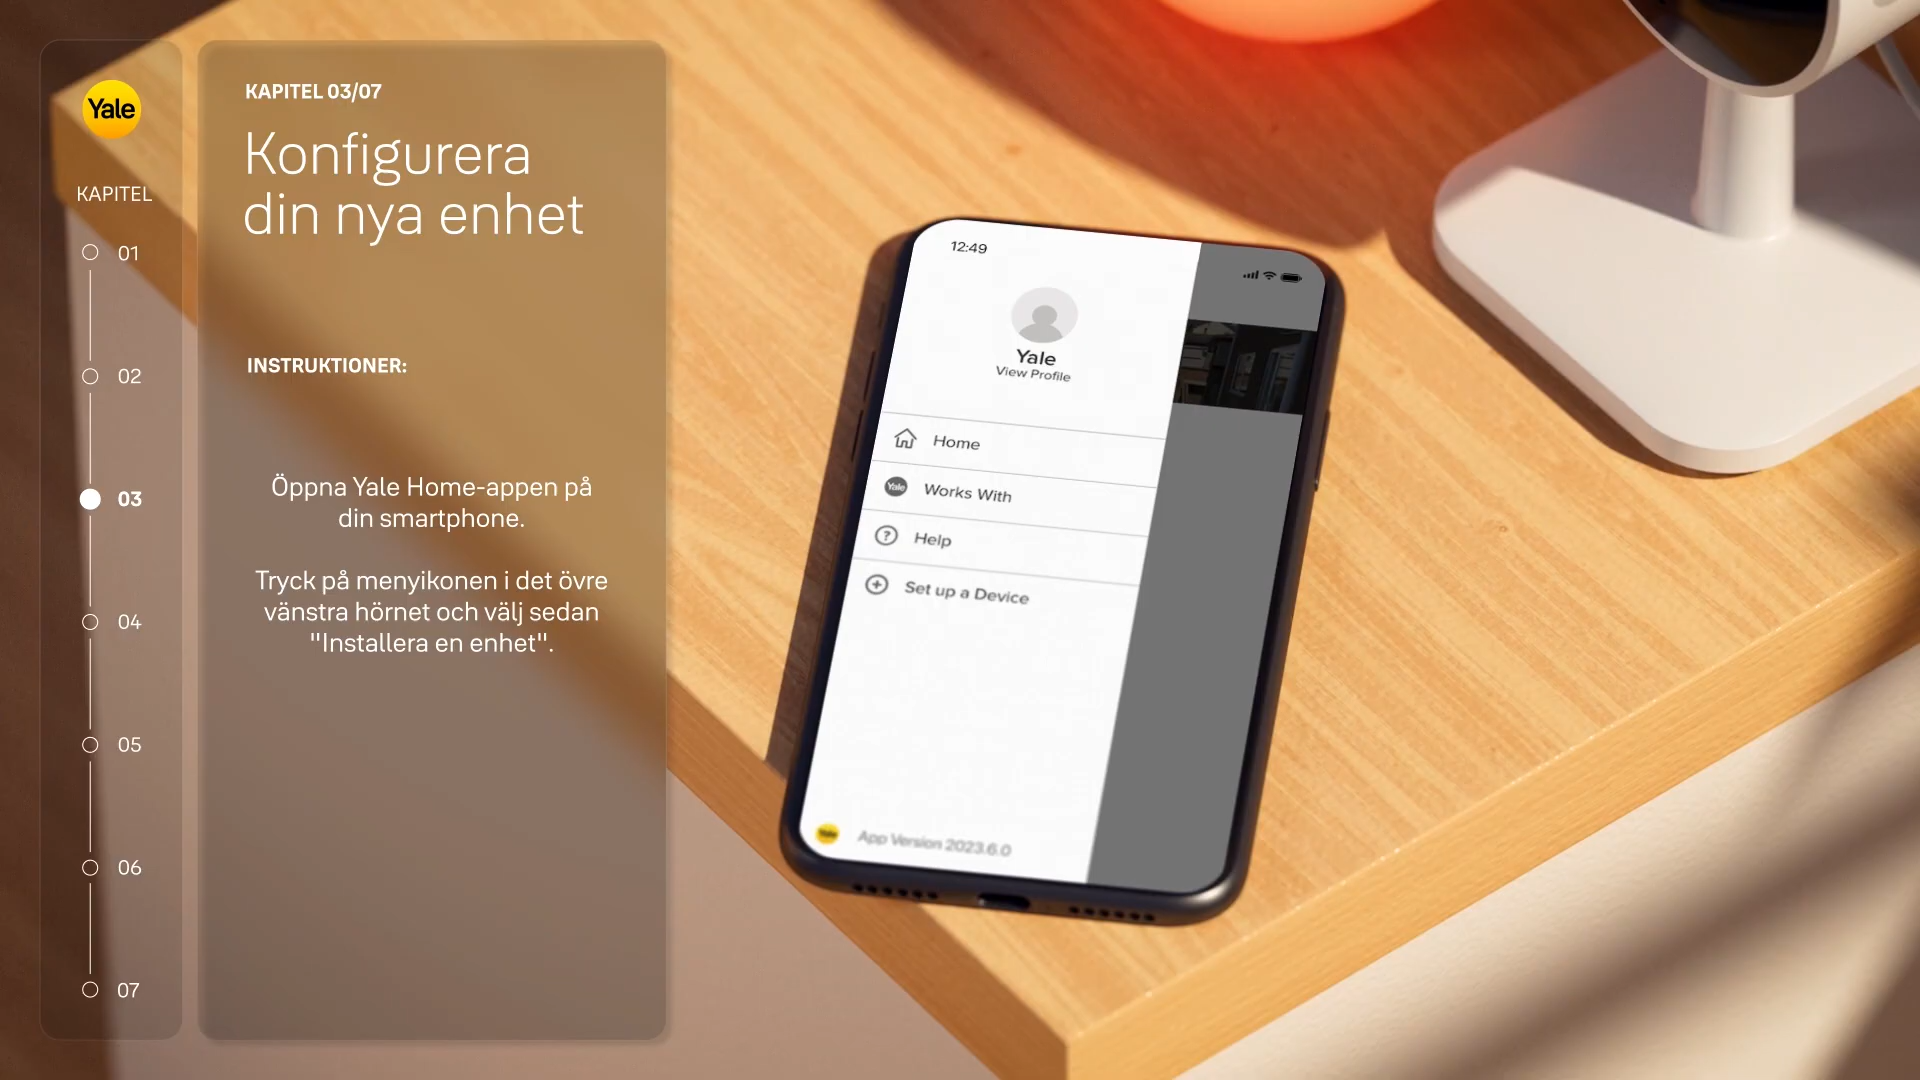 Yale
KAPITEL
01
02
03
04
05
06
07
KAPITEL 03/07
Konfigurera
din nya enhet
INSTRUKTIONER:
Öppna Yale Home-appen på
din smartphone.
Tryck på menyikonen i det övre
vänstra hörnet och välj sedan
"Installera en enhet".
12:49
Yale
View Profile
Home
Yale
Works With
Help
Set up a Device
Yale
App Version 2023.6.0